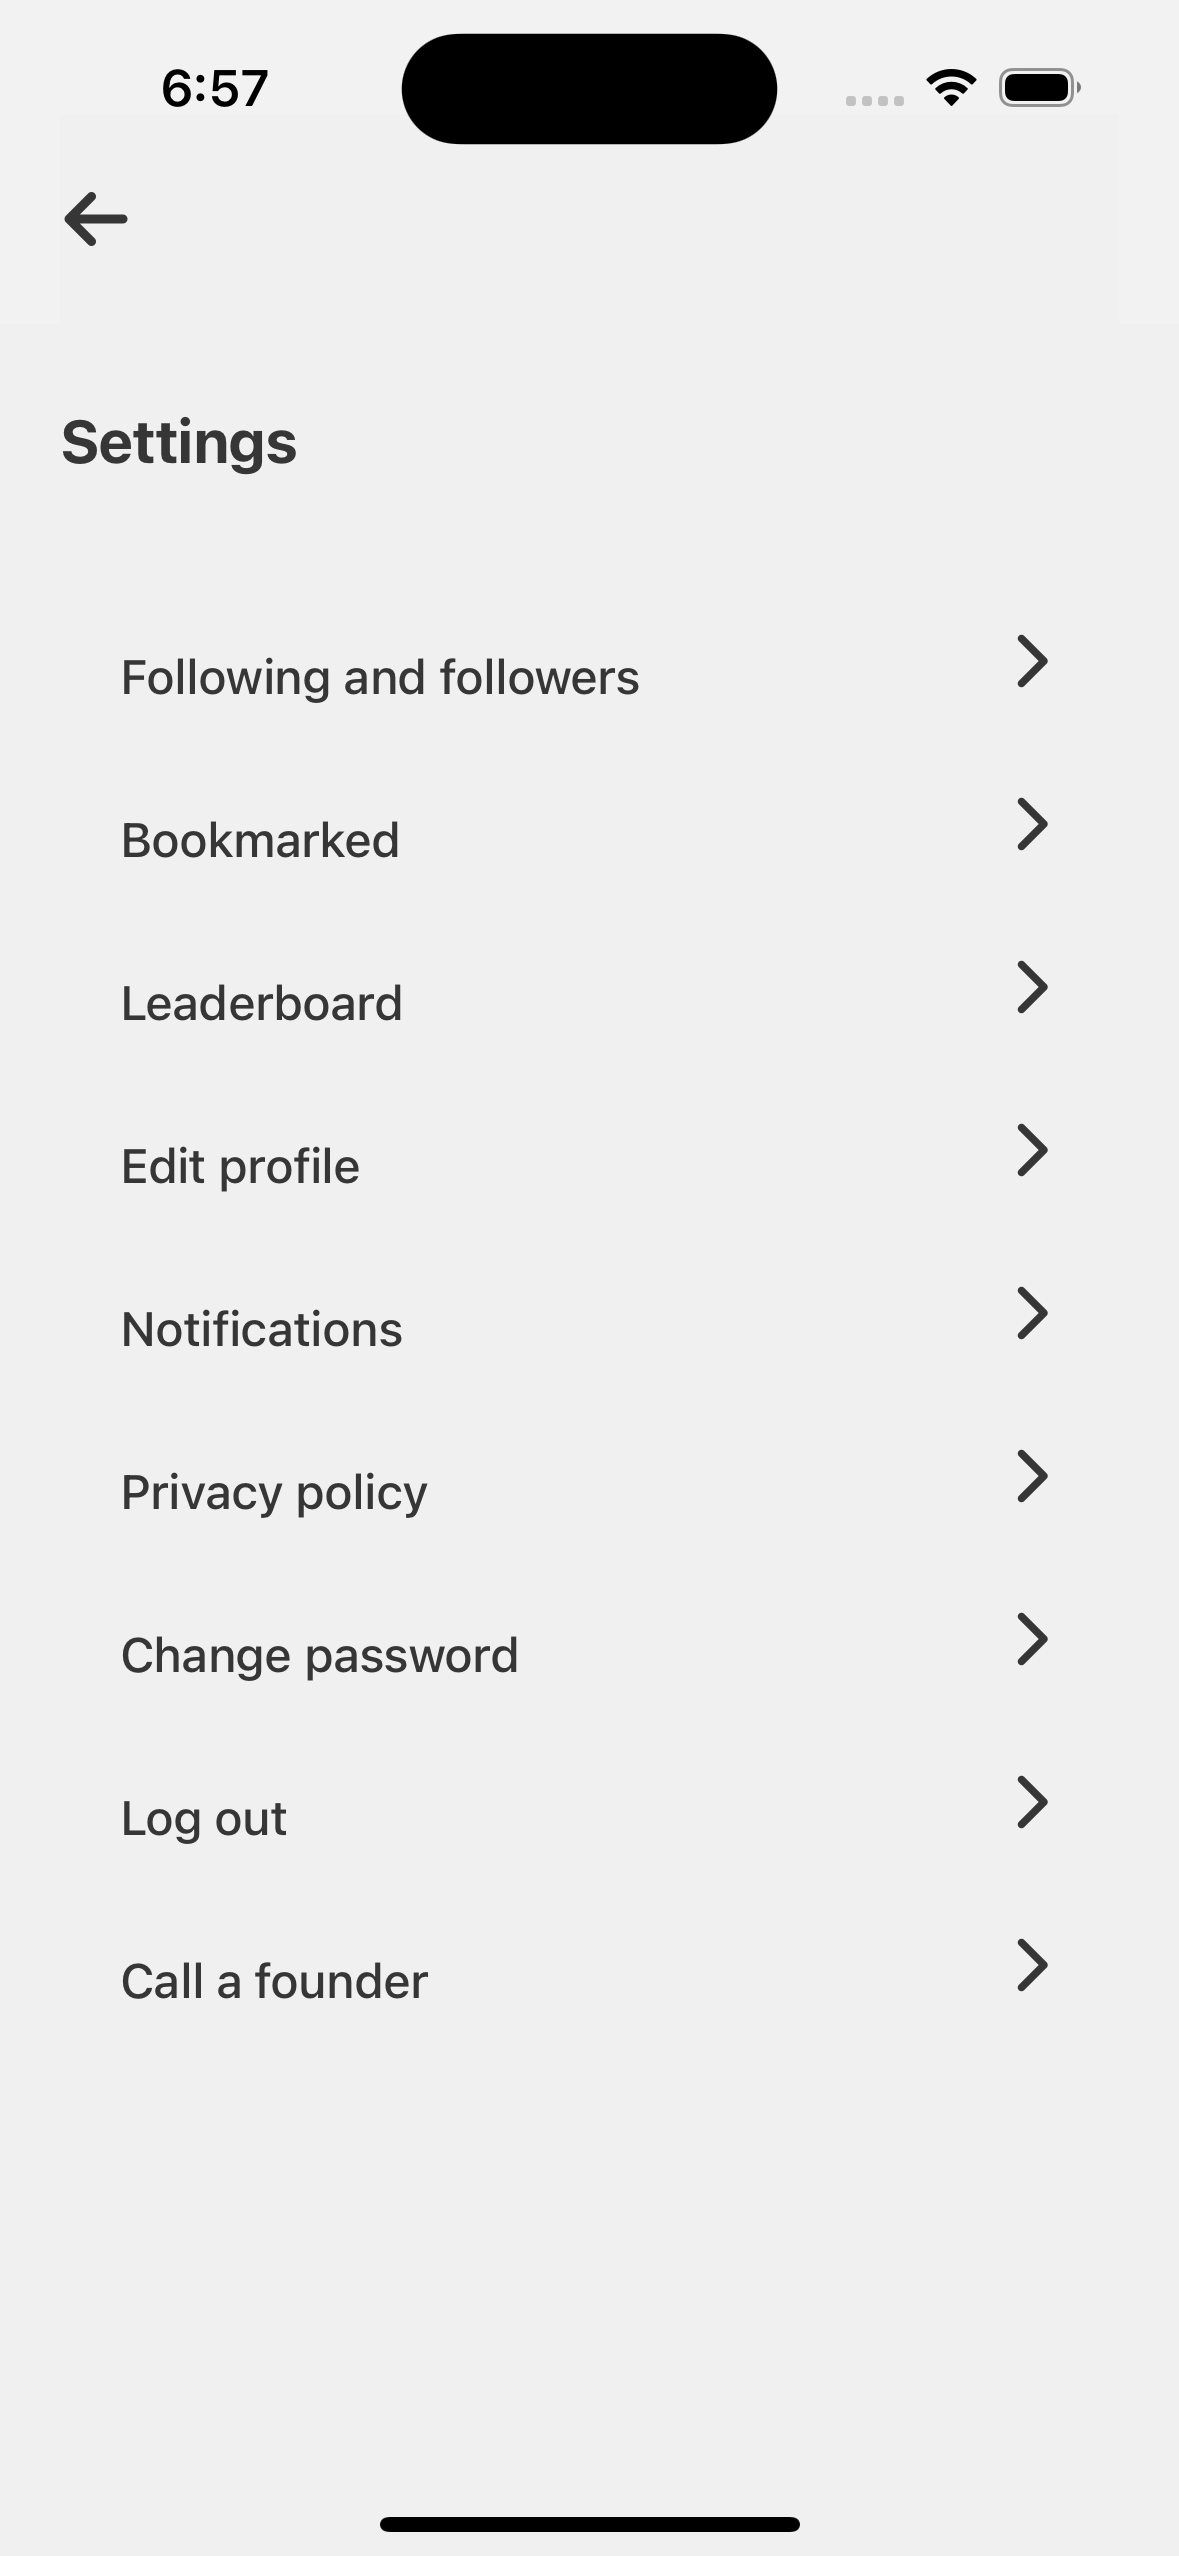 6:57
Settings
Following and followers
Bookmarked
Leaderboard
Edit profile
Notifications
Privacy policy
Change password
Log out
Call a founder